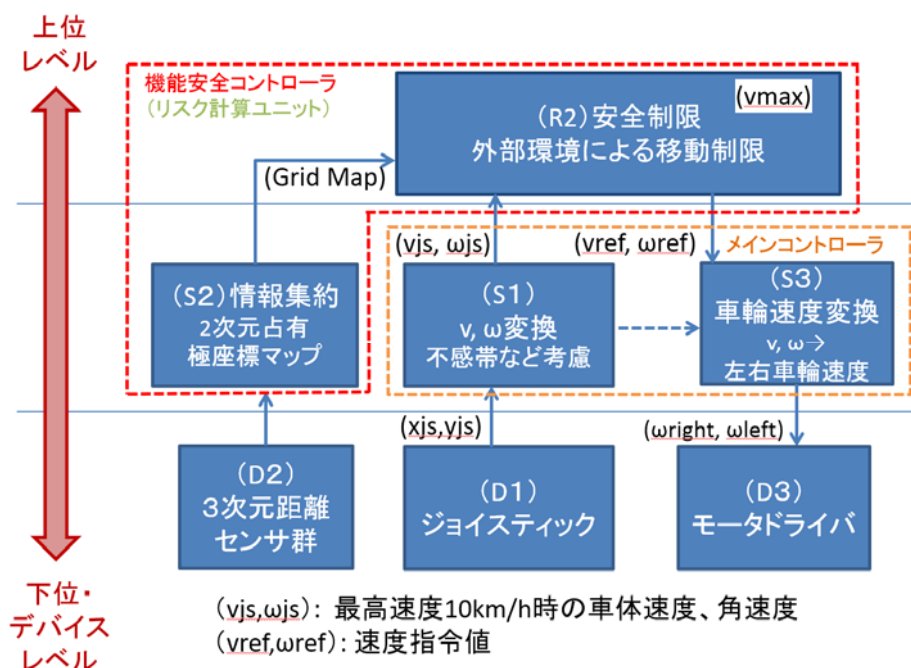 上位
レベル
機能安全コントローラ
(リスク計算ユニット)
(vmax)
(R2)安全制限
外部環境による移動制限
(Grid Map)
(vjs, ωjs)
(vref, ωref)
メインコントローラ
(S2)情報集約
2次元占有
極座標マップ
(S1)
v, ω変換
不感帯など考慮
(S3)
車輪速度変換
v, ω→
左右車輪速度
(xjs,yjs)
(ωright, ωleft)
(D2)
3次元距離
センサ群
(D1)
ジョイスティック
(D3)
モータドライバ
下位・
デバイス
レベル
(vjs,ωjs): 最高速度10km/h時の車体速度、角速度
(vref,ωref): 速度指令値